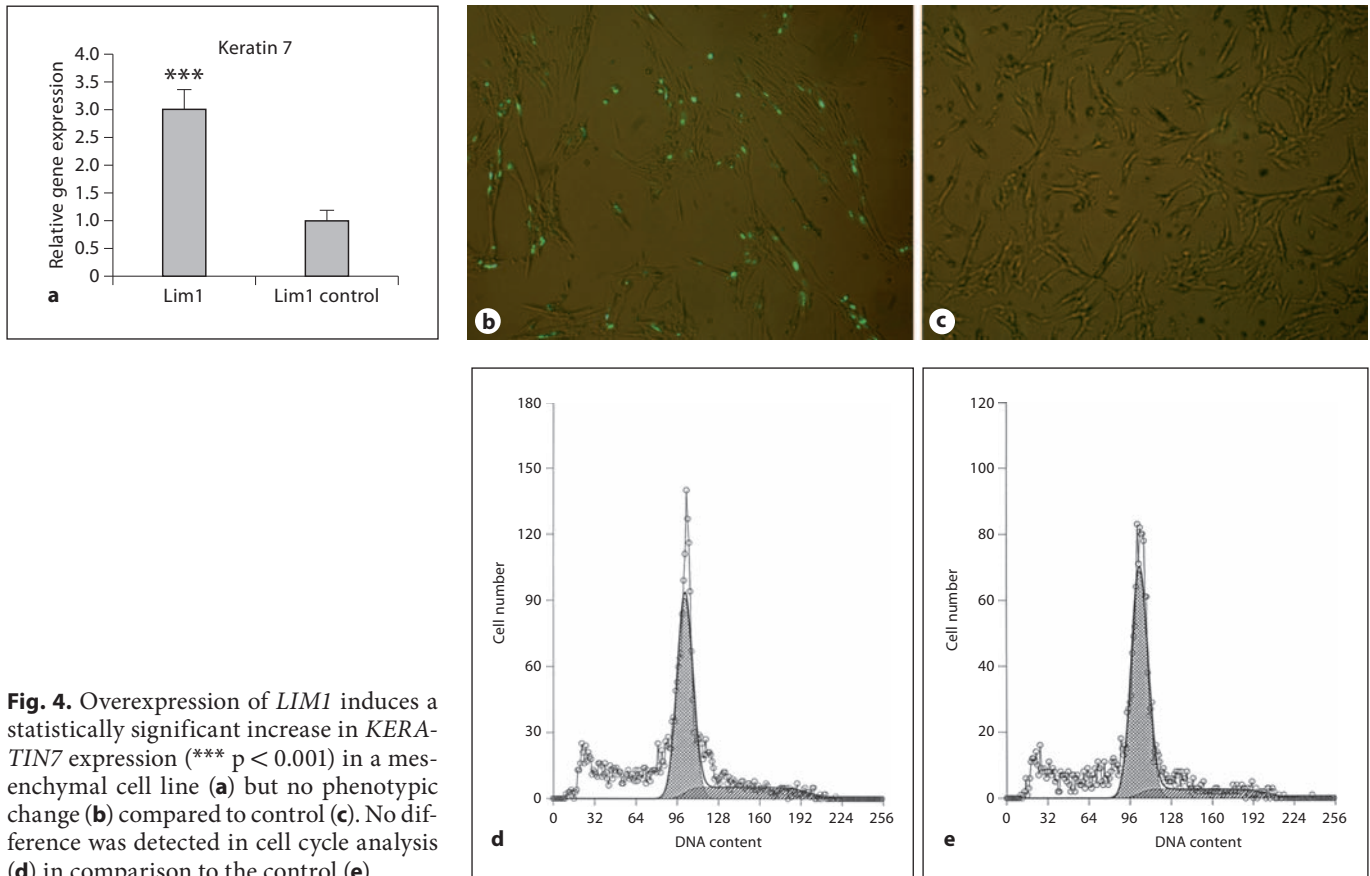 Keratin 7
Relative gene expression
4.0
3.5
3.0
2.5
2.0
1.5
1.0
0.5
0
***
Lim1
Lim1 control
a
b
c
Cell number
180
150
120
90
60
30
0
0 32 64 96 128 160 192 224 256
DNA content
d
Cell number
120
100
80
60
40
20
0
0 32 64 96 128 160 192 224 256
DNA content
e
Fig. 4. Overexpression of LIM1 induces a
statistically significant increase in KERA-
TIN7 expression (*** p < 0.001) in a mes-
enchymal cell line (a) but no phenotypic
change (b) compared to control (c). No dif-
ference was detected in cell cycle analysis
(d) in comparison to the control (e).